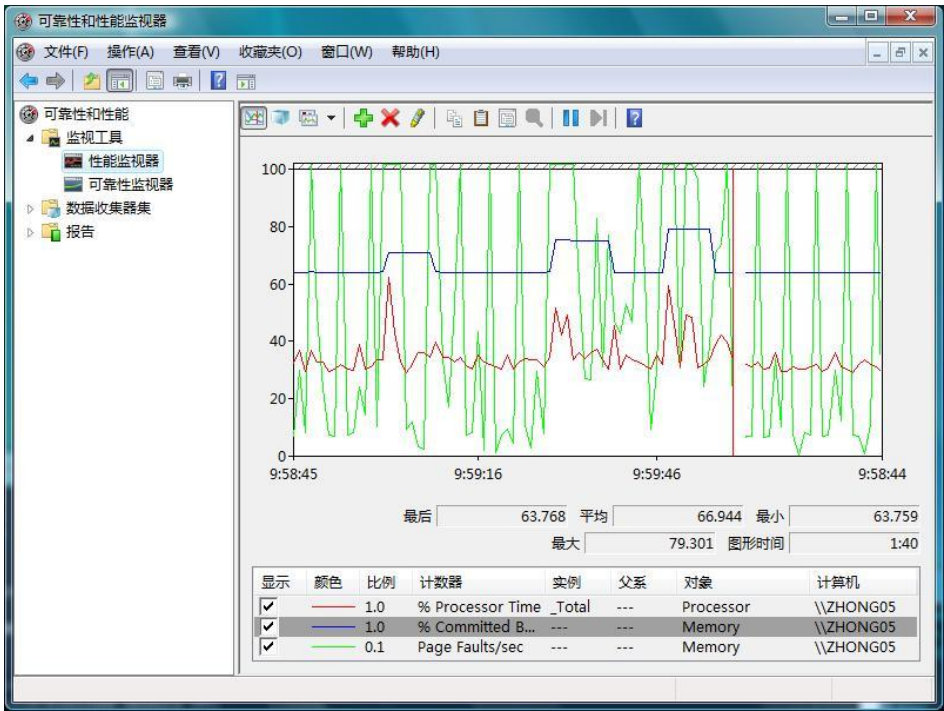 可靠性和性能监视器
文件(F) 操作(A) 查看(V) 收藏夹(O) 窗口(W) 帮助(H)
可靠性和性能
监视工具
性能监视器
可靠性监视器
数据收集器集
报告
100
80
60
40
20
0
9:58:45 9:59:16 9:59:46 9:58:44
最后 63.768 平均 66.944 最小 63.759
最大 79.301 图形时间 1:40
显示 颜色 比例 计数器 实例 父系 对象 计算机
1.0 % Processor Time _Total --- Processor \\ZHONG05
1.0 % Committed B... --- --- Memory \\ZHONG05
0.1 Page Faults/sec --- --- Memory \\ZHONG05